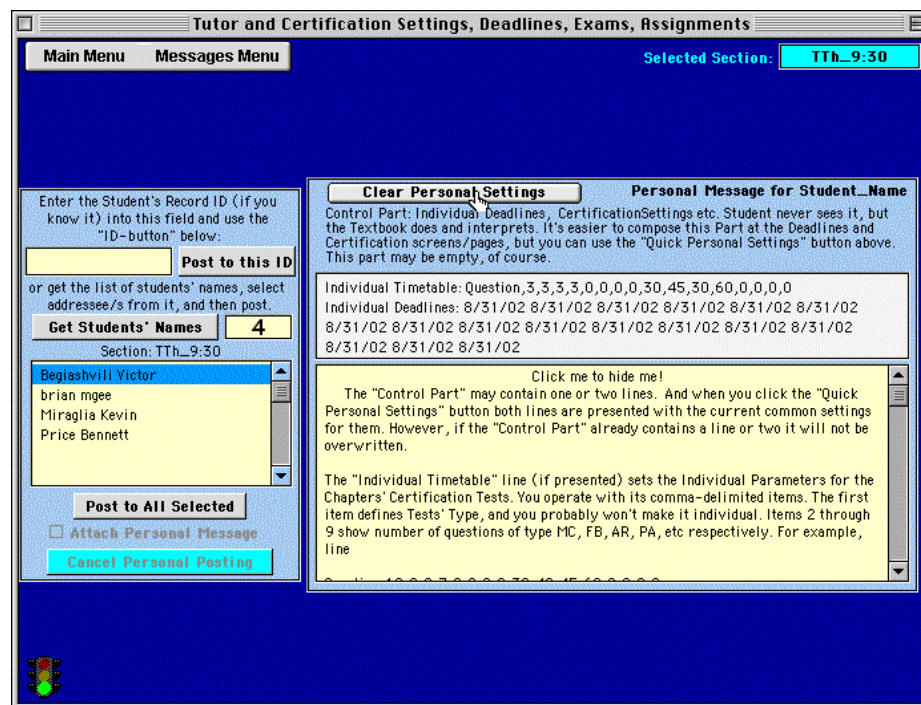 Tutor and Certification Settings, Deadlines, Exams, Assignments
Main Menu Messages Menu
Selected Section: TTh_9:30
Enter the Student's Record ID (if you
know it) into this field and use the
"ID-button" below:
Post to this ID
or get the list of students' names, select
addressee/s from it, and then post.
Get Students' Names 4
Section: TTh_9:30
Begiashvili Victor
brian mgee
Miraglia Kevin
Price Bennett
Post to All Selected
Attach Personal Message
Cancel Personal Posting
Clear Personal Settings Personal Message for Student_Name
Control Part: Individual Deadlines, CertificationSettings etc. Student never sees it, but
the Textbook does and interprets. It's easier to compose this Part at the Deadlines and
Certification screens/pages, but you can use the "Quick Personal Settings" button above.
This part may be empty, of course.
Individual Timetable: Question,3,3,3,3,0,0,0,0,30,45,30,60,0,0,0,0
Individual Deadlines: 8/31/02 8/31/02 8/31/02 8/31/02 8/31/02 8/31/02
8/31/02 8/31/02 8/31/02 8/31/02 8/31/02 8/31/02 8/31/02 8/31/02
8/31/02 8/31/02 8/31/02
Click me to hide me!
The "Control Part" may contain one or two lines. And when you click the "Quick
Personal Settings" button both lines are presented with the current common settings
for them. However, if the "Control Part" already contains a line or two it will not be
overwritten.
The "Individual Timetable" line (if presented) sets the Individual Parameters for the
Chapters' Certification Tests. You operate with its comma-delimited items. The first
item defines Tests' Type, and you probably won't make it individual. Items 2 through
9 show number of questions of type MC, FB, AR, PA, etc respectively. For example,
line